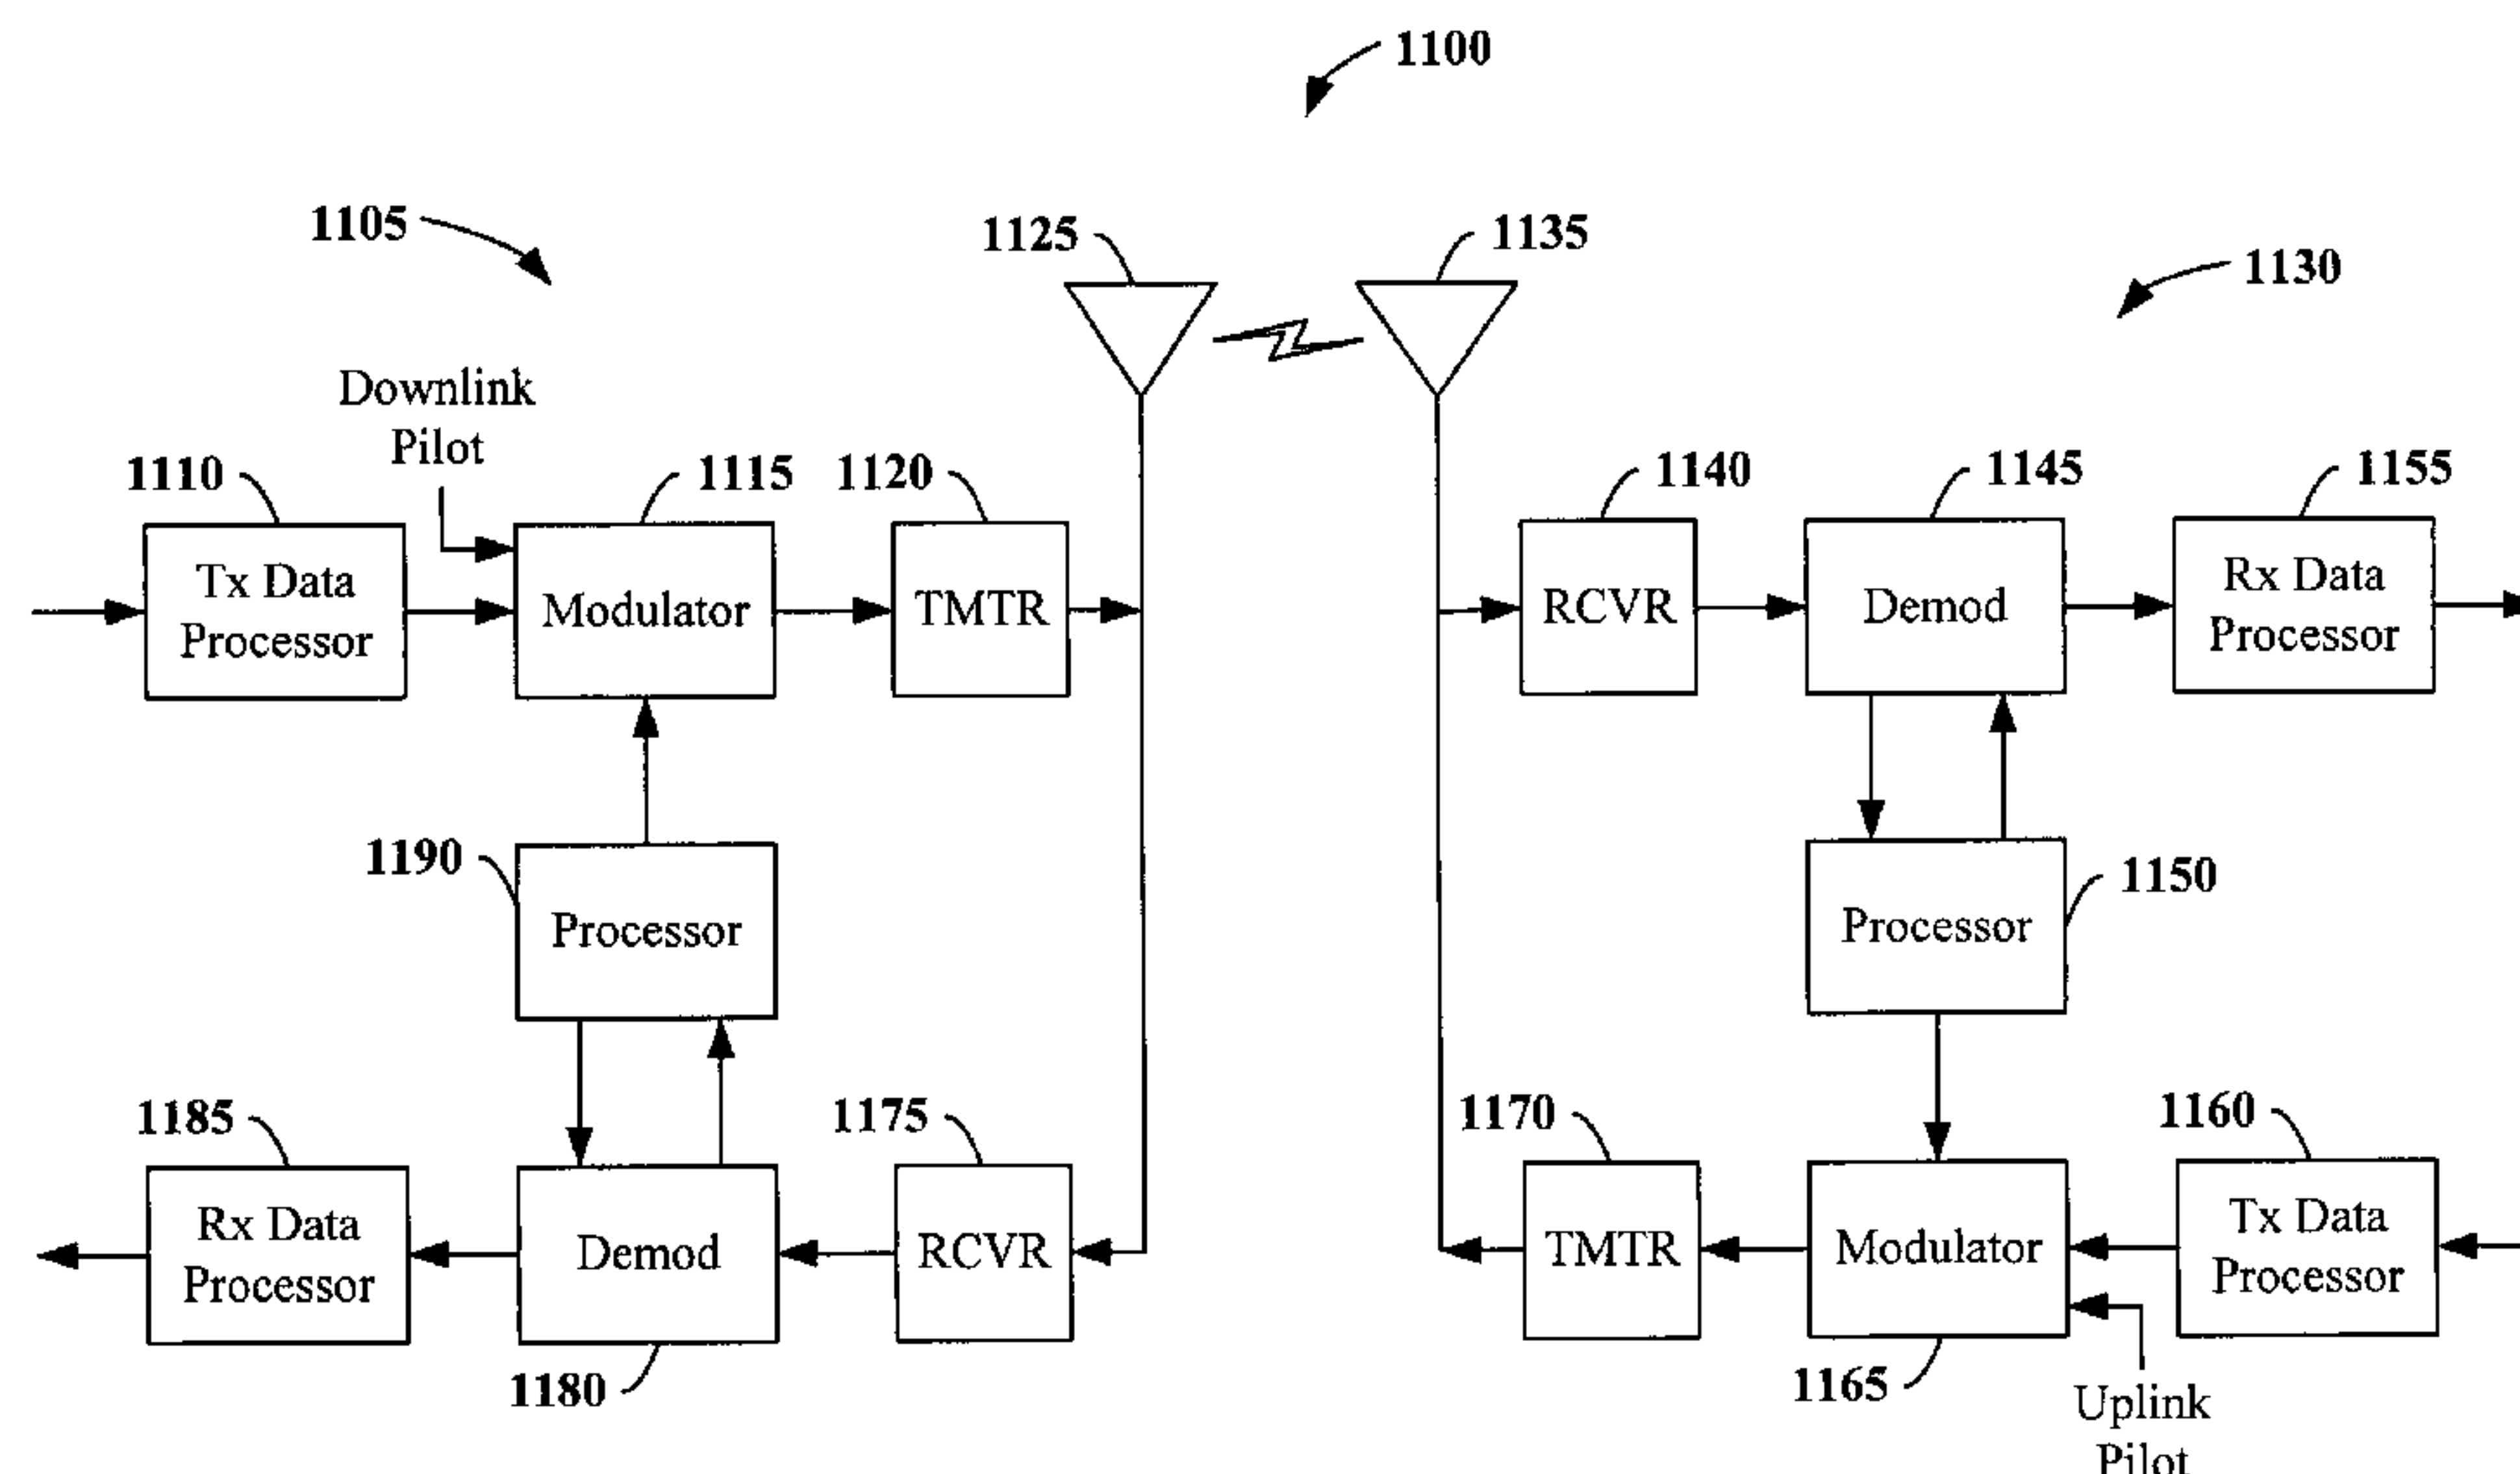 1100
1105
1125
1135
1130
Downlink
Pilot
1110
1115
1120
1140
1145
1155
Tx Data
Processor
Modulator
TMTR
RCVR
Demod
Rx Data
Processor
1190
Processor
1150
Processor
1185
1175
1170
1160
Rx Data
Processor
Demod
RCVR
TMTR
Modulator
Tx Data
Processor
1180
1165
Uplink
Pilot